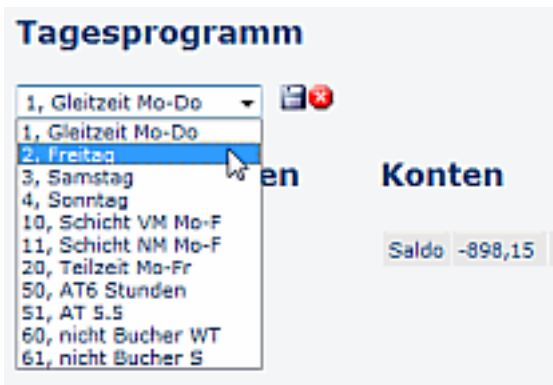 Tagesprogramm
1, Gleitzeit Mo-Do
1, Gleitzeit Mo-Do
2, Freitag
3, Samstag
4, Sonntag
10, Schicht VM Mo-F
11, Schicht NM Mo-F
20, Teilzeit Mo-Fr
50, AT6 Stunden
51, AT 5.5
60, nicht Bucher WT
61, nicht Bucher S
en
Konten
Saldo -898,15